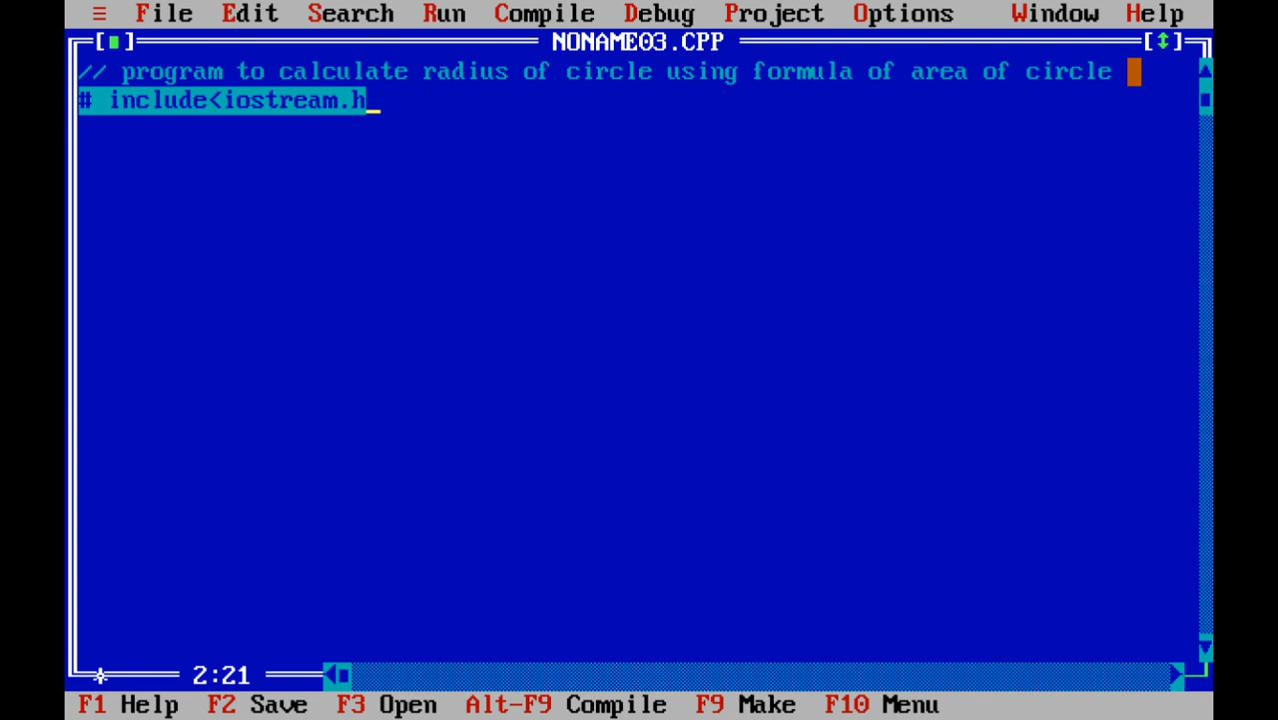 ≡ File Edit Search Run Compile Debug Project Options Window Help
[■] NONAME03.CPP [↕]
// program to calculate radius of circle using formula of area of circle
# include<iostream.h_
2:21
F1 Help F2 Save F3 Open Alt-F9 Compile F9 Make F10 Menu